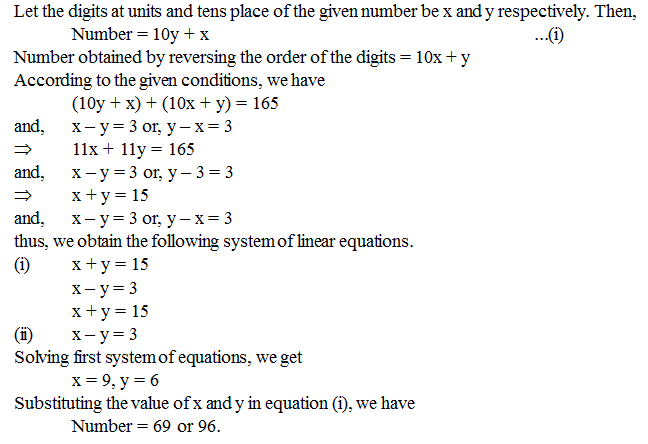 Let the digits at units and tens place of the given number be x and y respectively. Then,
Number = 10y + x ...(i)
Number obtained by reversing the order of the digits = 10x + y
According to the given conditions, we have
(10y + x) + (10x + y) = 165
and, x – y = 3 or, y – x = 3
⇒ 11x + 11y = 165
and, x – y = 3 or, y – 3 = 3
⇒ x + y = 15
and, x – y = 3 or, y – x = 3
thus, we obtain the following system of linear equations.
(i) x + y = 15
x – y = 3
x + y = 15
(ii) x – y = 3
Solving first system of equations, we get
x = 9, y = 6
Substituting the value of x and y in equation (i), we have
Number = 69 or 96.